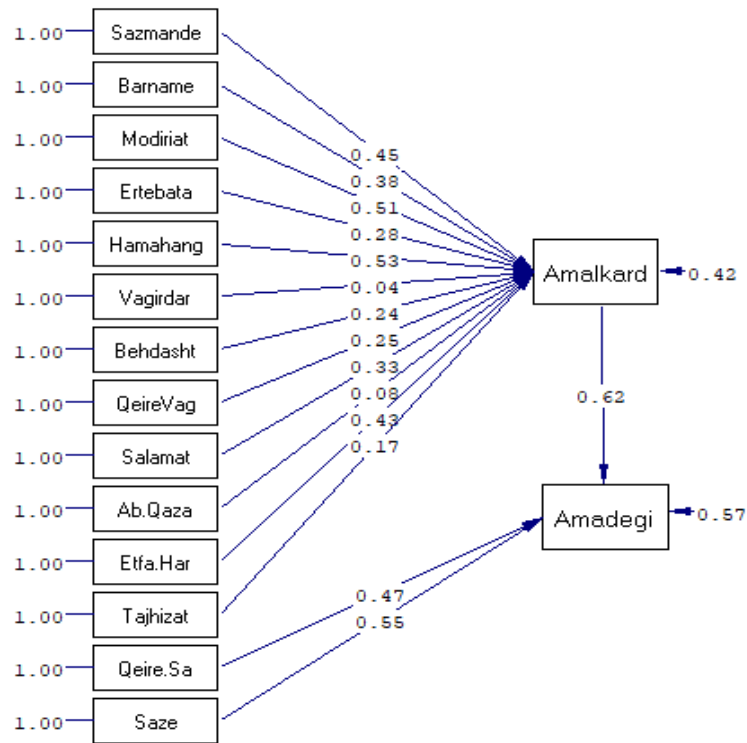 1.00 Sazmande
1.00 Barname
1.00 Modiriat
1.00 Ertebata
1.00 Hamahang
1.00 Vagirdar
1.00 Behdasht
1.00 QeireVag
1.00 Salamat
1.00 Ab.Qaza
1.00 Etfa.Har
1.00 Tajhizat
1.00 Qeire.Sa
1.00 Saze
0.45
0.38
0.51
0.28
0.53
0.04
0.24
0.25
0.33
0.08
0.43
0.17
0.47
0.55
Amalkard 0.42
0.62
Amadegi 0.57